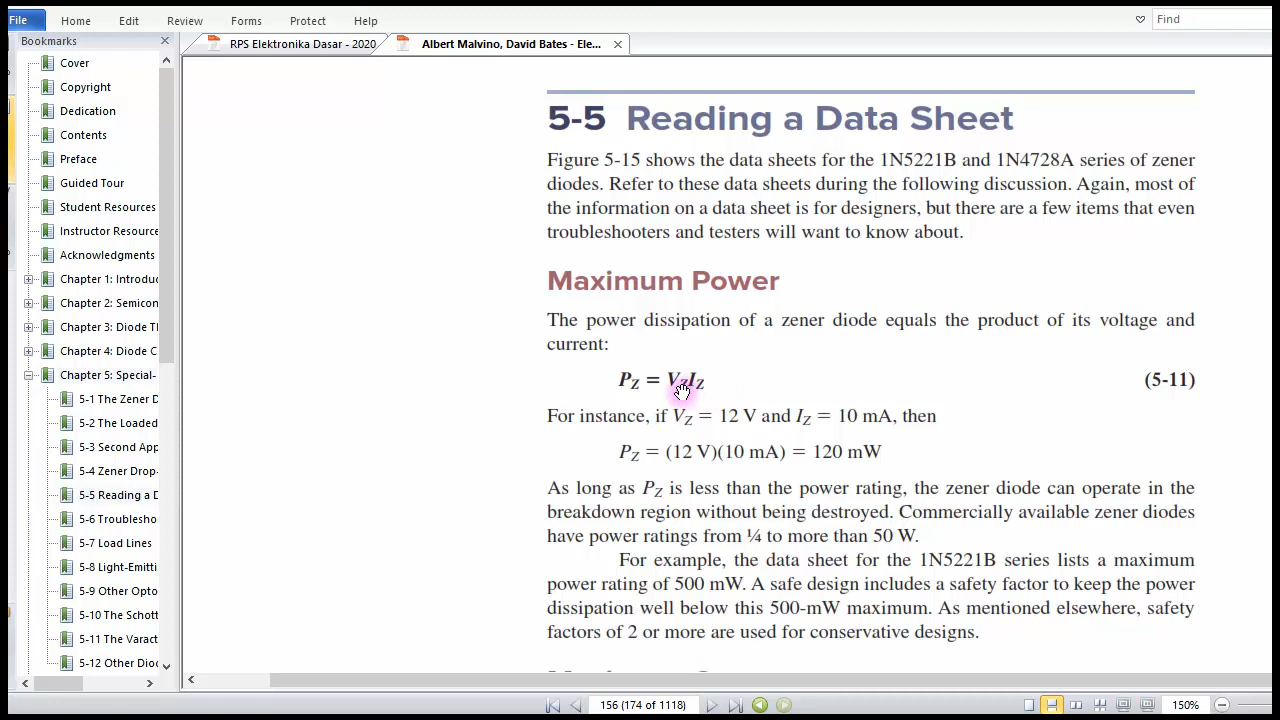 File Home Edit Review Forms Protect Help Find
Bookmarks
RPS Elektronika Dasar - 2020 Albert Malvino, David Bates - Ele...
Cover
Copyright
Dedication
Contents
Preface
Guided Tour
Student Resources
Instructor Resource
Acknowledgments
Chapter 1: Introduc
Chapter 2: Semicon
Chapter 3: Diode T
Chapter 4: Diode C
Chapter 5: Special-
5-1 The Zener D
5-2 The Loaded
5-3 Second App
5-4 Zener Drop-
5-5 Reading a D
5-6 Troublesho
5-7 Load Lines
5-8 Light-Emitti
5-9 Other Opto
5-10 The Schott
5-11 The Varact
5-12 Other Dioc
5-5 Reading a Data Sheet
Figure 5-15 shows the data sheets for the 1N5221B and 1N4728A series of zener
diodes. Refer to these data sheets during the following discussion. Again, most of
the information on a data sheet is for designers, but there are a few items that even
troubleshooters and testers will want to know about.
Maximum Power
The power dissipation of a zener diode equals the product of its voltage and
current:
PZ = VZIZ (5-11)
For instance, if VZ = 12 V and IZ = 10 mA, then
PZ = (12 V)(10 mA) = 120 mW
As long as PZ is less than the power rating, the zener diode can operate in the
breakdown region without being destroyed. Commercially available zener diodes
have power ratings from ¼ to more than 50 W.
For example, the data sheet for the 1N5221B series lists a maximum
power rating of 500 mW. A safe design includes a safety factor to keep the power
dissipation well below this 500-mW maximum. As mentioned elsewhere, safety
factors of 2 or more are used for conservative designs.
156 (174 of 1118) 150%